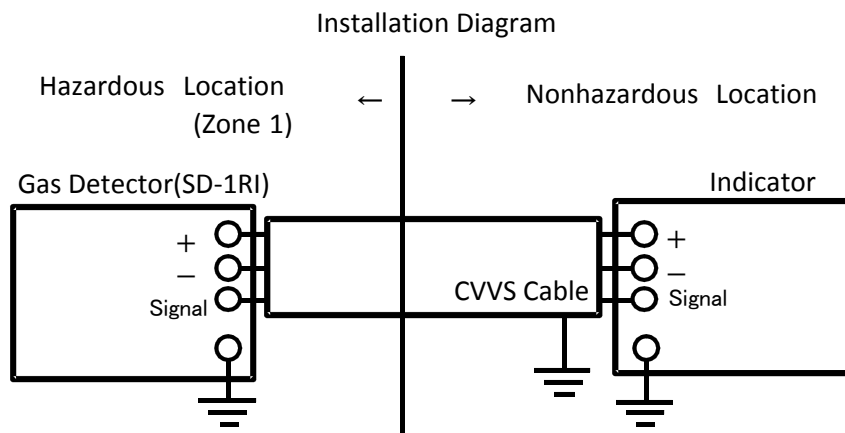 Installation Diagram
Hazardous Location
(Zone 1)
← →
Nonhazardous Location
Gas Detector(SD-1RI)
Indicator
+
−
Signal
CVVS Cable
+
−
Signal